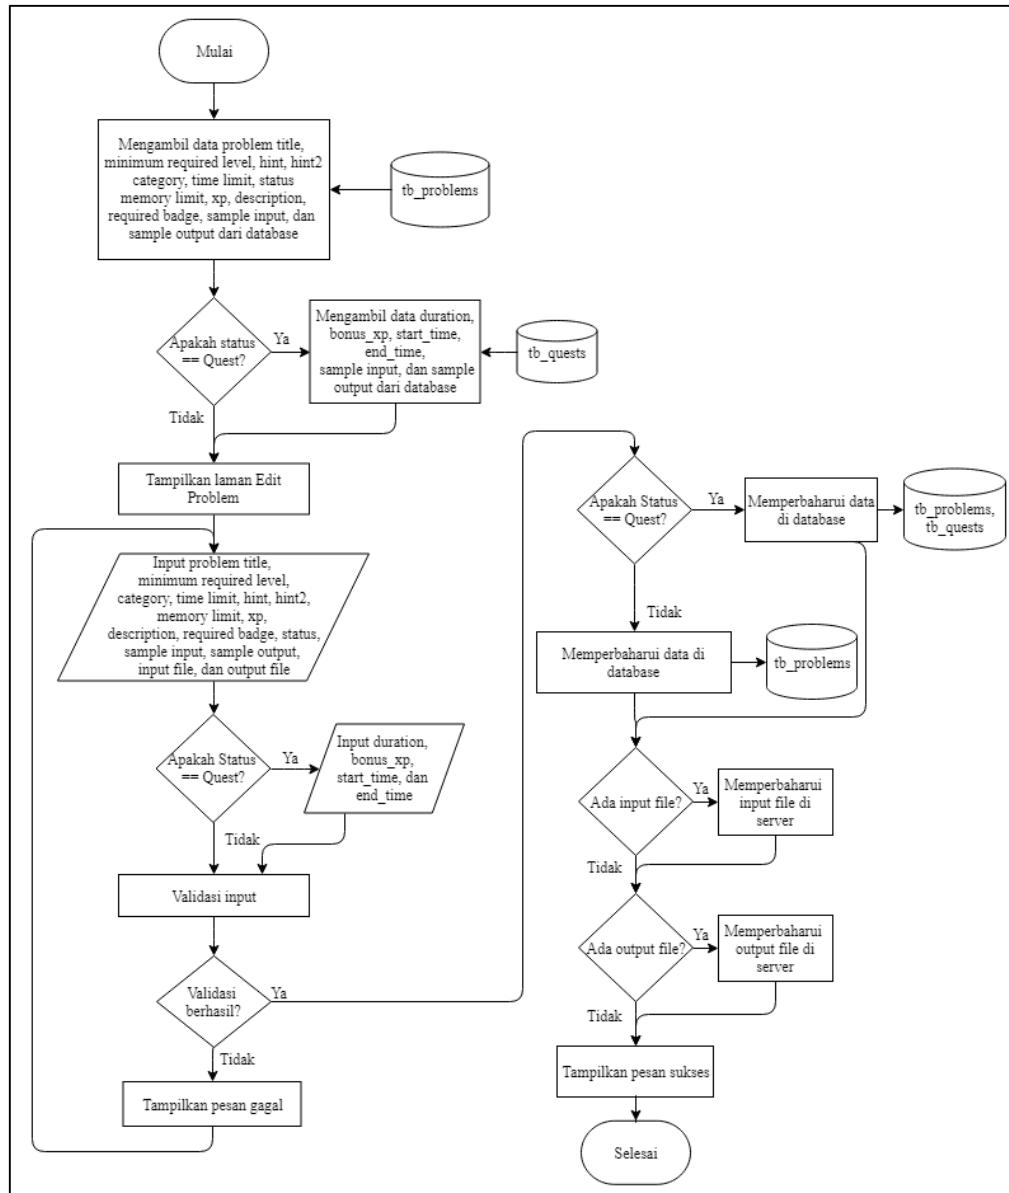 Mulai
Mengambil data problem title,
minimum required level, hint, hint2
category, time limit, status
memory limit, xp, description,
required badge, sample input, dan
sample output dari database
tb_problems
Apakah status
== Quest?
Ya
Mengambil data duration,
bonus_xp, start_time,
end_time,
sample input, dan sample
output dari database
tb_quests
Tidak
Tampilkan laman Edit
Problem
Input problem title,
minimum required level,
category, time limit, hint, hint2,
memory limit, xp,
description, required badge, status,
sample input, sample output,
input file, dan output file
Apakah Status
== Quest?
Ya
Input duration,
bonus_xp,
start_time, dan
end_time
Tidak
Validasi input
Validasi
berhasil?
Ya
Tidak
Tampilkan pesan gagal
Apakah Status
== Quest?
Ya
Memperbaharui data
di database
tb_problems,
tb_quests
Tidak
Memperbaharui data di
database
tb_problems
Ada input file?
Ya
Memperbaharui
input file di
server
Tidak
Ada output file?
Ya
Memperbaharui
output file di
server
Tidak
Tampilkan pesan sukses
Selesai